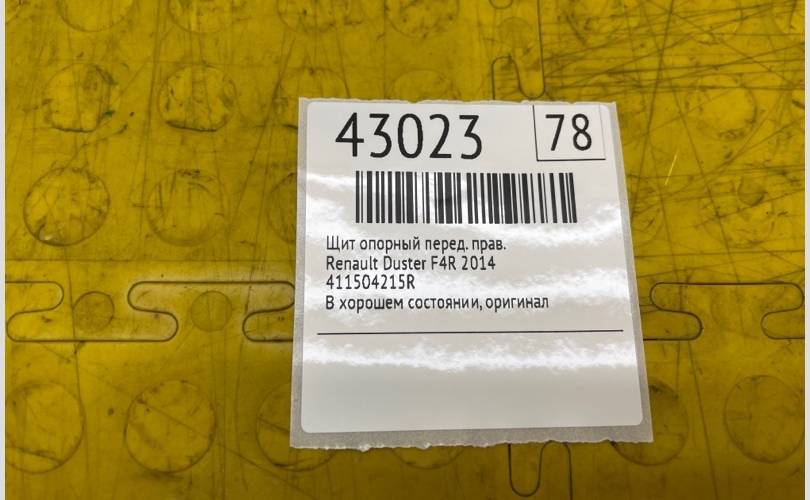 43023
78
Щит опорный перед. прав.
Renault Duster F4R 2014
411504215R
В хорошем состоянии, оригинал